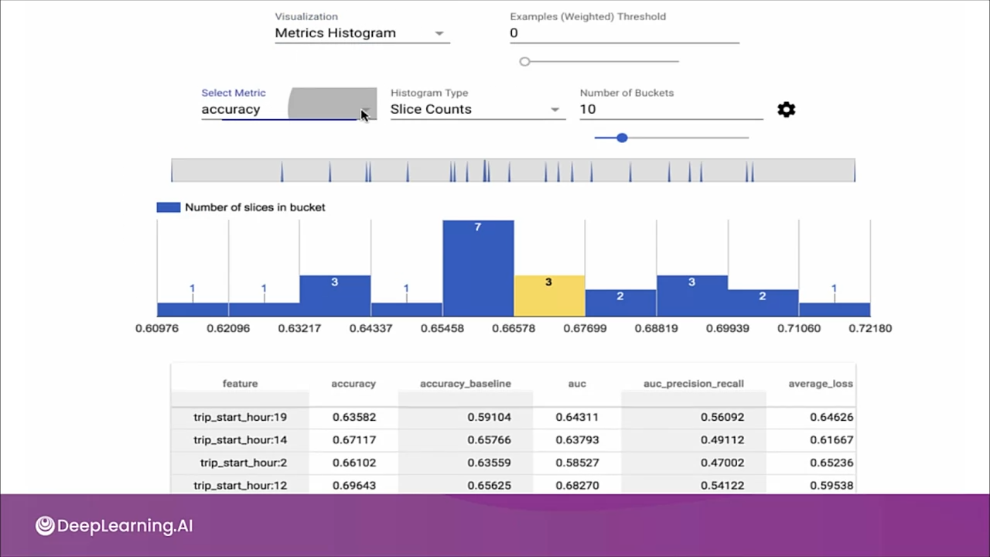 Visualization Examples (Weighted) Threshold
Metrics Histogram 0
Select Metric Histogram Type Number of Buckets
accuracy Slice Counts 10
Number of slices in bucket
1 1 3 1 7 3 2 3 2 1
0.60976 0.62096 0.63217 0.64337 0.65458 0.66578 0.67699 0.68819 0.69939 0.71060 0.72180
feature accuracy accuracy_baseline auc auc_precision_recall average_loss
trip_start_hour:19 0.63582 0.59104 0.64311 0.56092 0.64626
trip_start_hour:14 0.67117 0.65766 0.63793 0.49112 0.61667
trip_start_hour:2 0.66102 0.63559 0.58527 0.47002 0.65236
trip_start_hour:12 0.69643 0.65625 0.68270 0.54122 0.59538
DeepLearning.AI